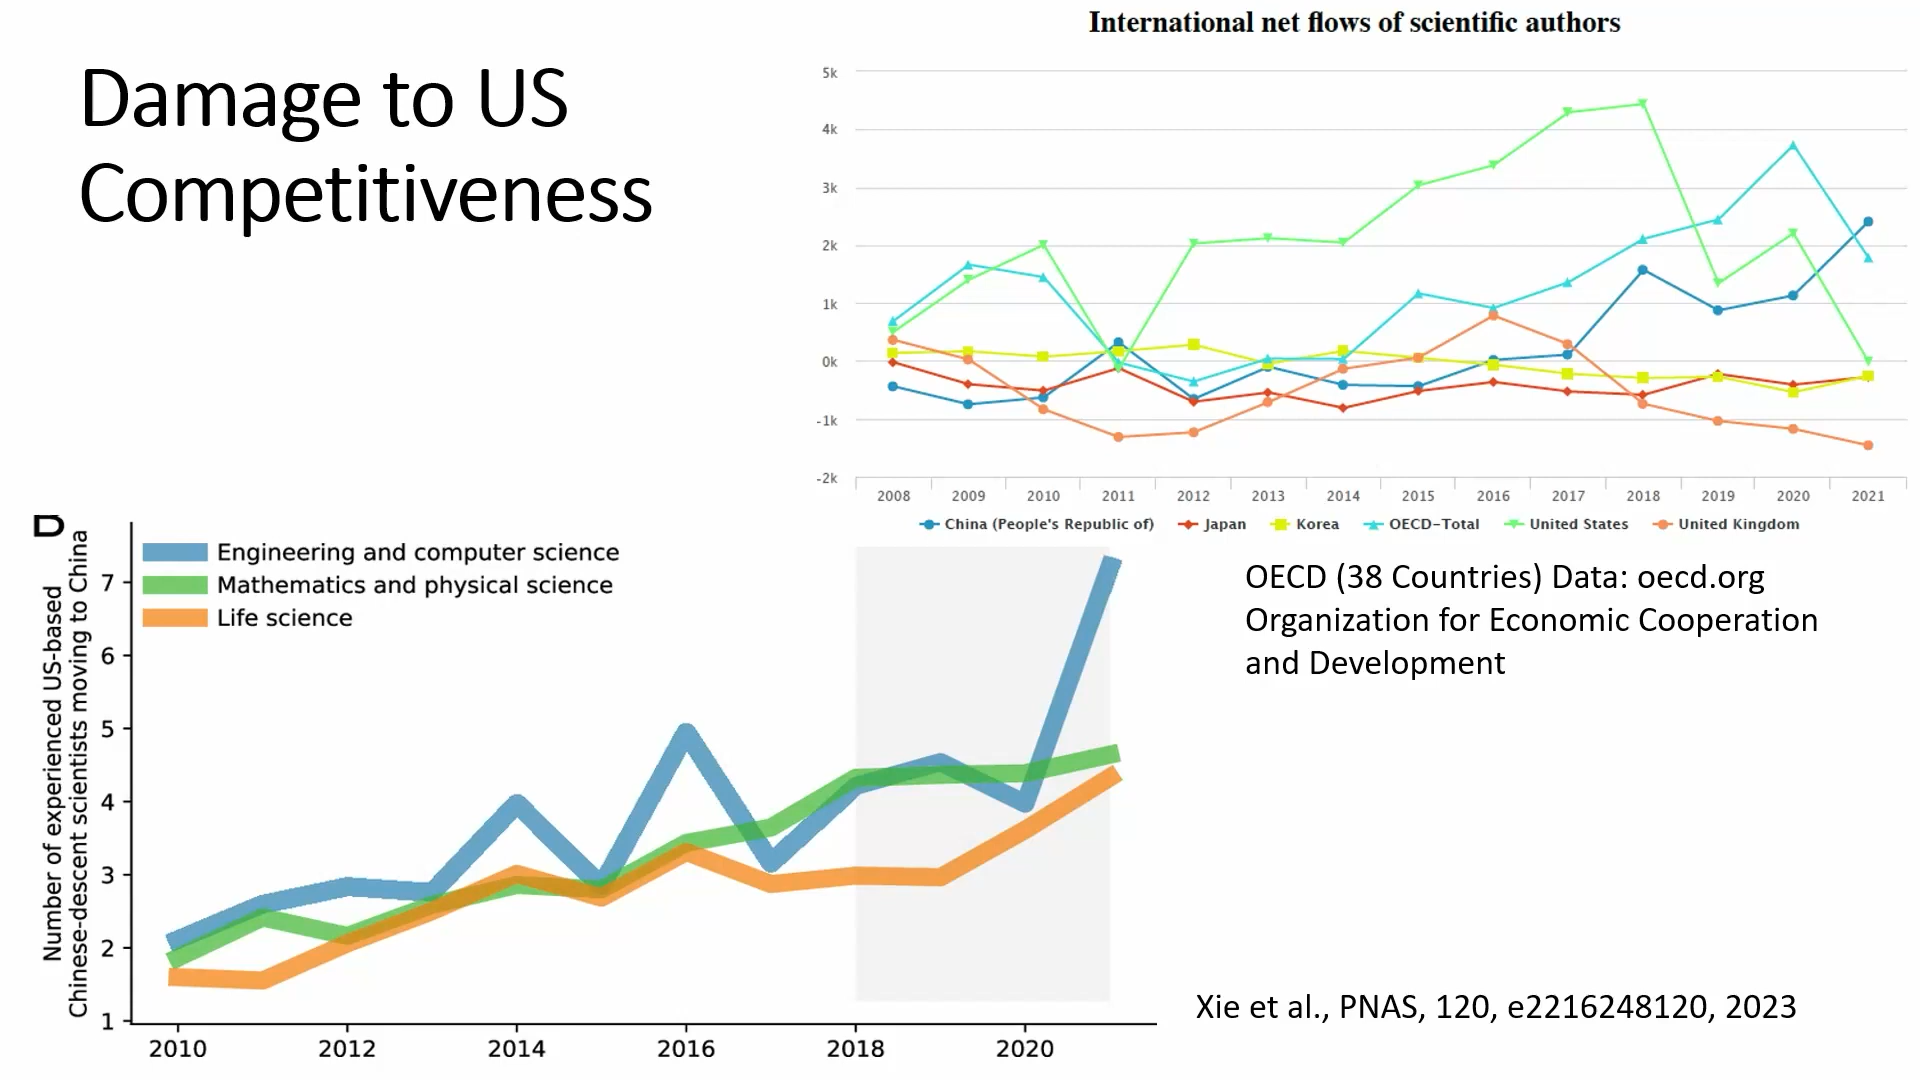 Damage to US
Competitiveness
International net flows of scientific authors
5k
4k
3k
2k
1k
0k
-1k
-2k
2008 2009 2010 2011 2012 2013 2014 2015 2016 2017 2018 2019 2020 2021
China (People's Republic of) Japan Korea OECD-Total United States United Kingdom
OECD (38 Countries) Data: oecd.org
Organization for Economic Cooperation
and Development
Number of experienced US-based
Chinese-descent scientists moving to China
Engineering and computer science
Mathematics and physical science
Life science
7
6
5
4
3
2
1
2010 2012 2014 2016 2018 2020
Xie et al., PNAS, 120, e2216248120, 2023